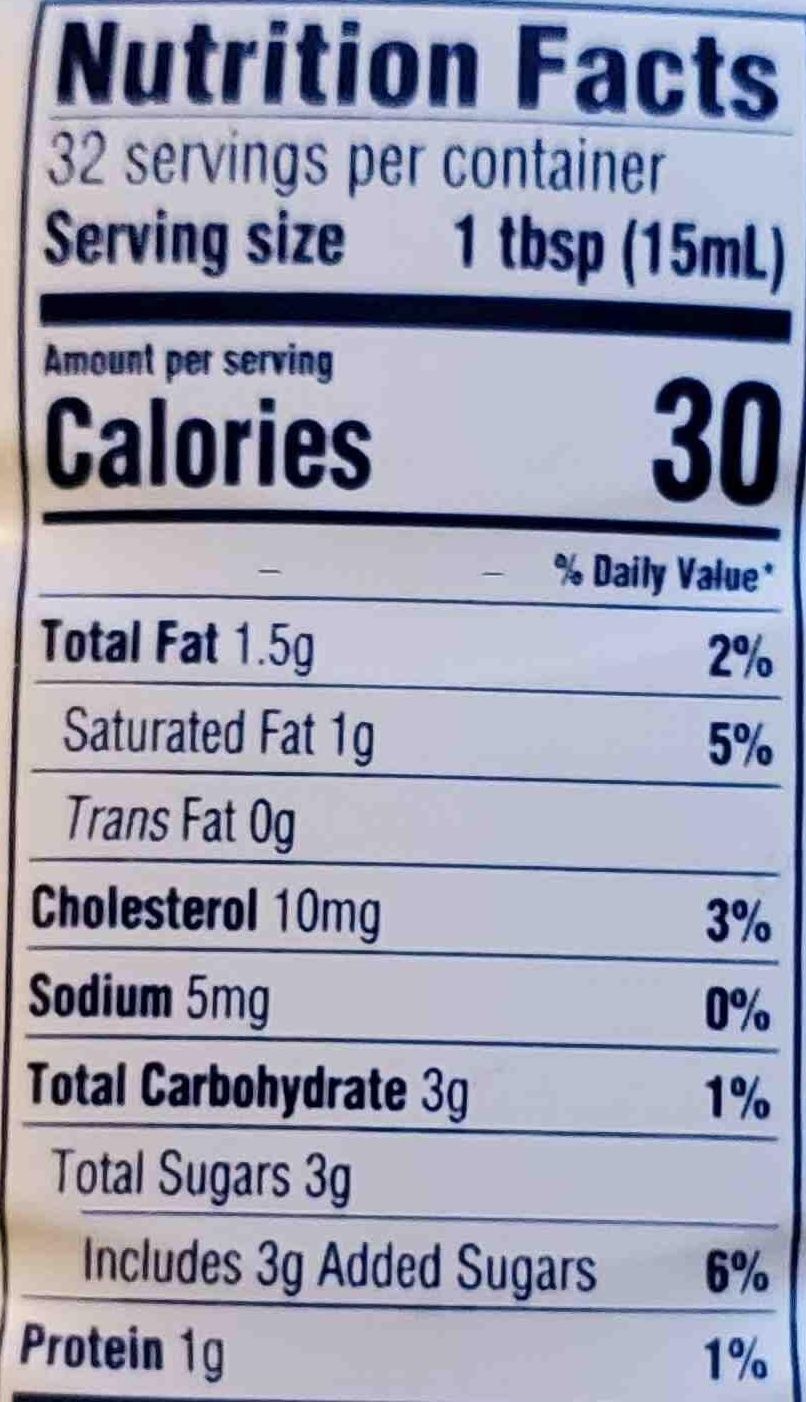 Nutrition Facts
32 servings per container
Serving size 1 tbsp (15mL)
Amount per serving
Calories 30
% Daily Value*
Total Fat 1.5g 2%
Saturated Fat 1g 5%
Trans Fat 0g
Cholesterol 10mg 3%
Sodium 5mg 0%
Total Carbohydrate 3g 1%
Total Sugars 3g
Includes 3g Added Sugars 6%
Protein 1g 1%